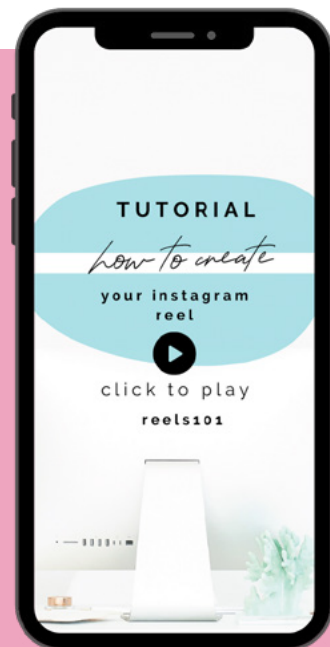 TUTORIAL
how to create
your instagram
reel
click to play
reels101